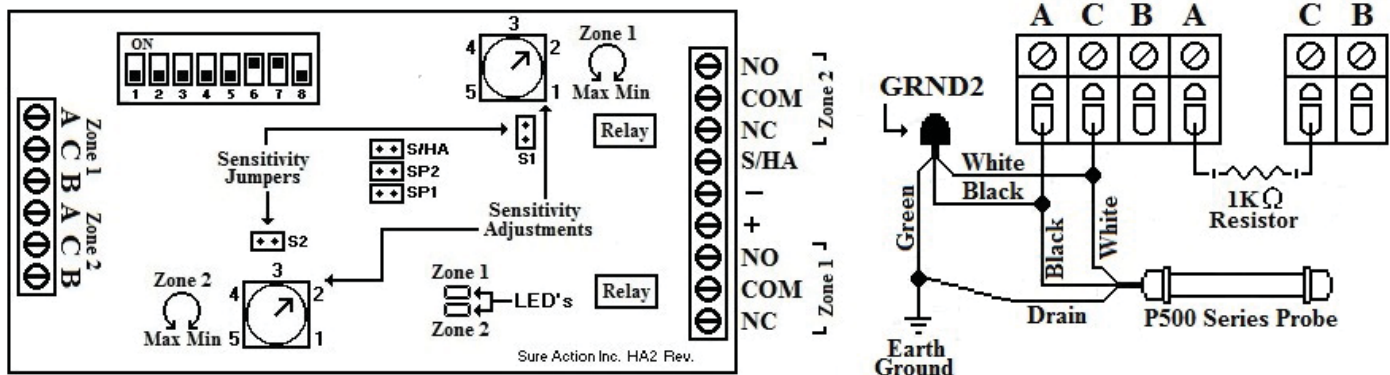 ON
1 2 3 4 5 6 7 8
A
C
B
A
C
B
Zone 1
Zone 2
Sensitivity
Jumpers
S/HA
SP2
SP1
S1
S2
3
4
2
5
1
Zone 1
Max Min
Relay
Sensitivity
Adjustments
Zone 2
Max Min
3
4
2
5
1
Zone 1
LED's
Zone 2
Relay
Sure Action Inc. HA2 Rev.
NO
COM
NC
Zone 2
S/HA
−
+
NO
COM
NC
Zone 1
A C B A C B
GRND2
White
Black
Green
Black
White
1K Ω
Resistor
Drain
P500 Series Probe
Earth
Ground